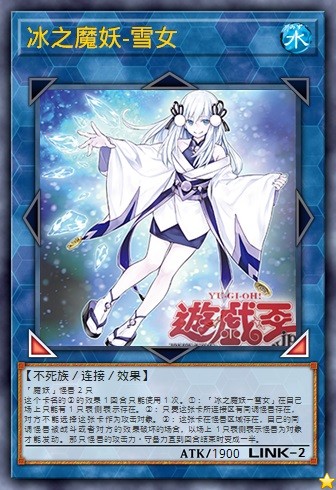 冰之魔妖-雪女
水
YU-GI-OH!
遊戯王
.JP
【不死族／连接／效果】
「魔妖」怪兽2只
这个卡名的②的效果1回合只能使用1次。①：「冰之魔妖-雪女」在自己
场上只能有1只表侧表示存在。②：只要这张卡所连接区有同调怪兽存在，
对方不能选择这张卡作为攻击对象。③：这张卡在怪兽区域存在，自己的同
调怪兽被战斗或者对方的效果破坏的场合，以场上1只表侧表示怪兽为对象
才能发动。那只怪兽的攻击力・守备力直到回合结束时变成一半。
ATK/1900 LINK-2